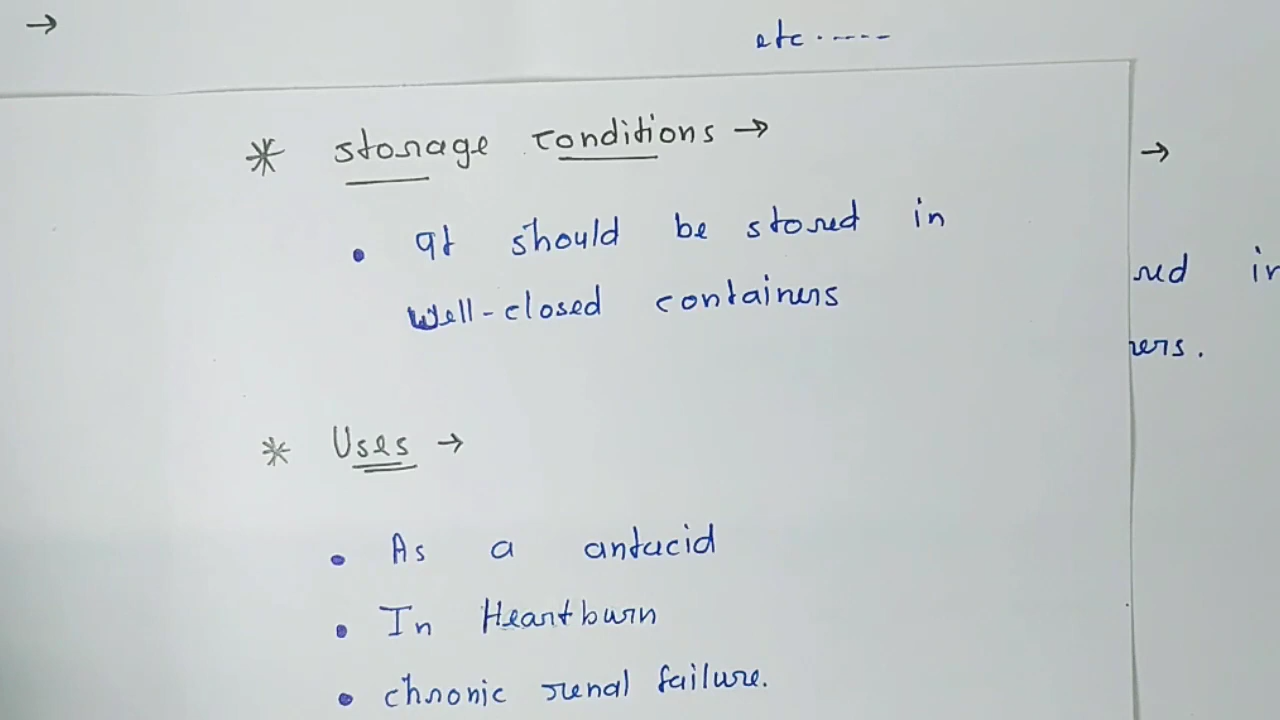 →
etc.----
* storage conditions →
• It should be stored in
well-closed containers
→
red in
ers.
* Uses →
• As a antacid
• In Heartburn
• chronic renal failure.